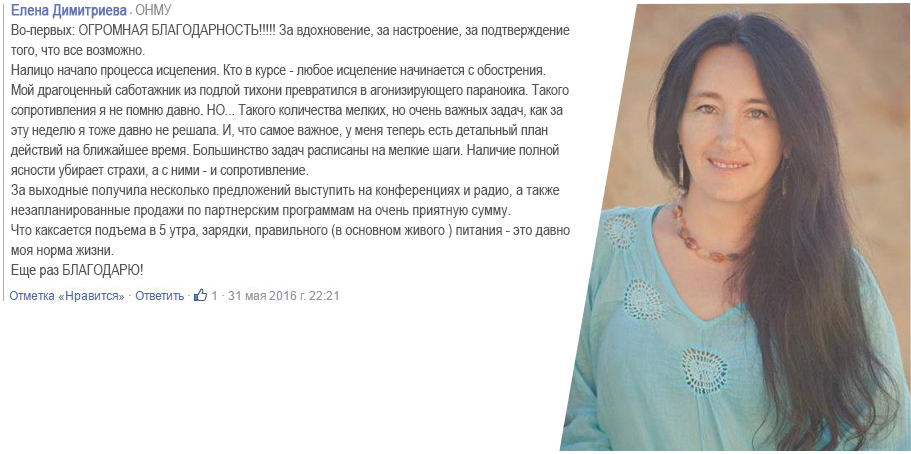 Елена Димитриева · ОНМУ
Во-первых: ОГРОМНАЯ БЛАГОДАРНОСТЬ!!!!! За вдохновение, за настроение, за подтверждение
того, что все возможно.
Налицо начало процесса исцеления. Кто в курсе - любое исцеление начинается с обострения.
Мой драгоценный саботажник из подлой тихони превратился в агонизирующего параноика. Такого
сопротивления я не помню давно. НО... Такого количества мелких, но очень важных задач, как за
эту неделю я тоже давно не решала. И, что самое важное, у меня теперь есть детальный план
действий на ближайшее время. Большинство задач расписаны на мелкие шаги. Наличие полной
ясности убирает страхи, а с ними - и сопротивление.
За выходные получила несколько предложений выступить на конференциях и радио, а также
незапланированные продажи по партнерским программам на очень приятную сумму.
Что каксается подъема в 5 утра, зарядки, правильного (в основном живого ) питания - это давно
моя норма жизни.
Еще раз БЛАГОДАРЮ!
Отметка «Нравится» · Ответить · 1 · 31 мая 2016 г. 22:21